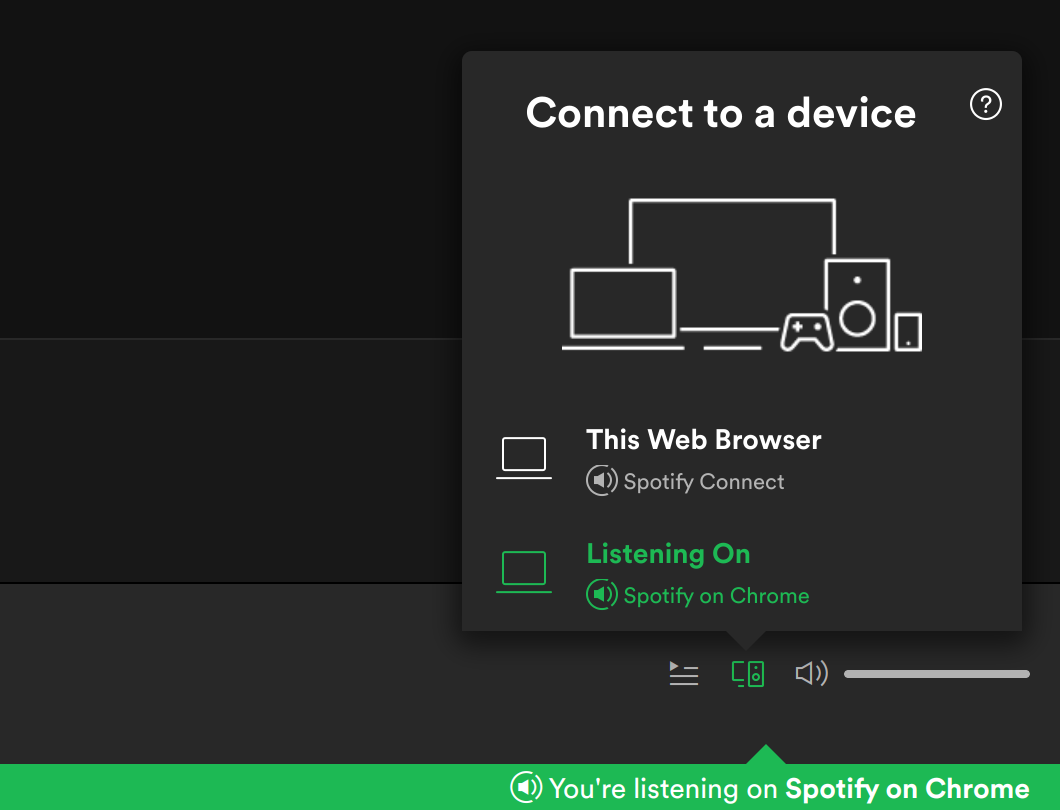 Connect to a device
?
This Web Browser
Spotify Connect
Listening On
Spotify on Chrome
You're listening on Spotify on Chrome